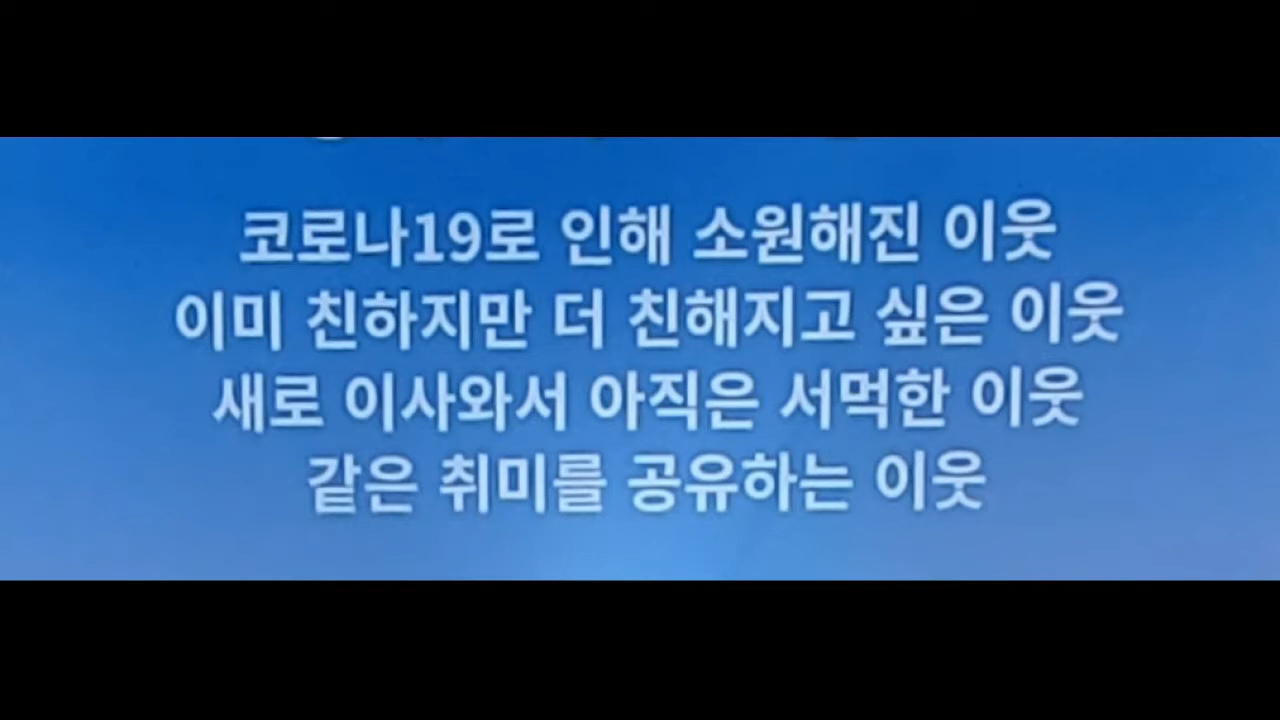 코로나19로 인해 소원해진 이웃
이미 친하지만 더 친해지고 싶은 이웃
새로 이사와서 아직은 서먹한 이웃
같은 취미를 공유하는 이웃